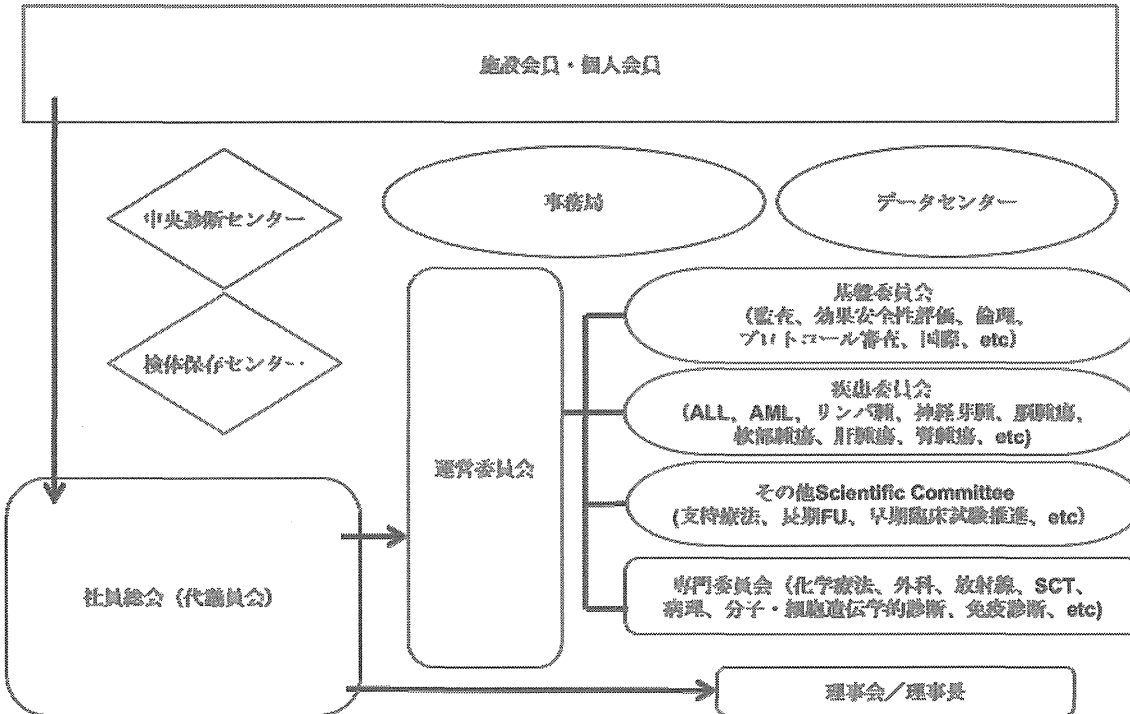 施設会員・個人会員
中央診断センター
事務局
データセンター
検体保存センター
基盤委員会
（監査、効果安全性評価、倫理、
プロトコール審査、国際、etc）
疾患委員会
（ALL、AML、リンパ腫、神経芽腫、脳腫瘍、
軟部腫瘍、肝腫瘍、腎腫瘍、etc)
運営委員会
その他Scientific Committee
(支持療法、長期FU、早期臨床試験推進、etc）
社員総会（代議員会）
専門委員会（化学療法、外科、放射線、SCT、
病理、分子・細胞遺伝学的診断、免疫診断、etc)
理事会／理事長